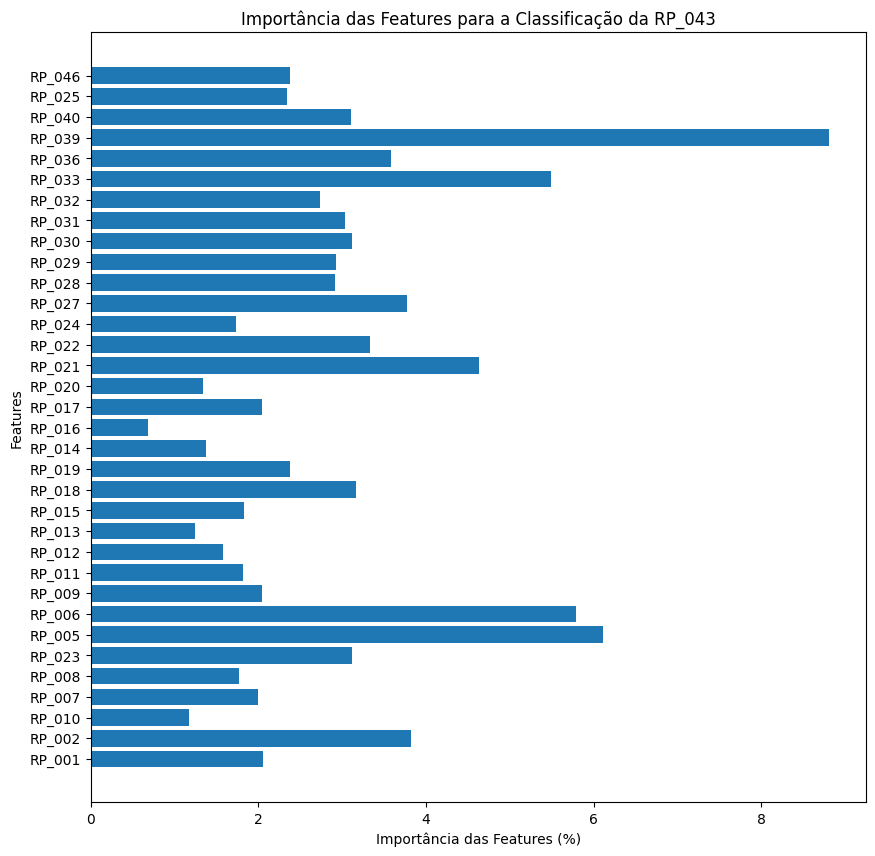 Importância das Features para a Classificação da RP_043
RP_046
RP_025
RP_040
RP_039
RP_036
RP_033
RP_032
RP_031
RP_030
RP_029
RP_028
RP_027
RP_024
RP_022
RP_021
RP_020
RP_017
RP_016
RP_014
RP_019
RP_018
RP_015
RP_013
RP_012
RP_011
RP_009
RP_006
RP_005
RP_023
RP_008
RP_007
RP_010
RP_002
RP_001
Features
0 2 4 6 8
Importância das Features (%)